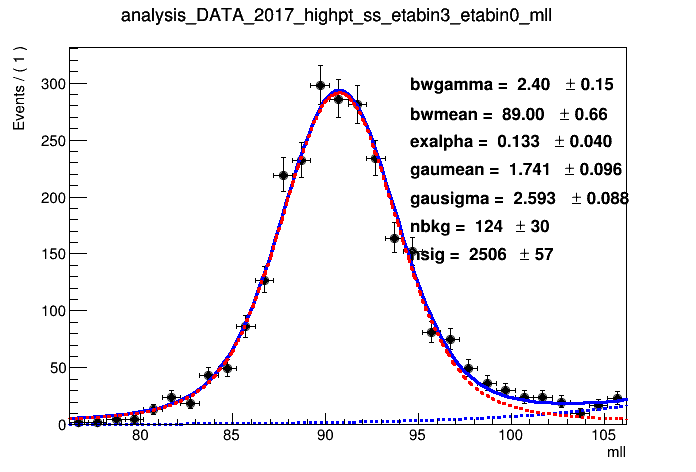 analysis_DATA_2017_highpt_ss_etabin3_etabin0_mll
Events / ( 1 )
300
250
200
150
100
50
0
bwgamma = 2.40 ± 0.15
bwmean = 89.00 ± 0.66
exalpha = 0.133 ± 0.040
gaumean = 1.741 ± 0.096
gausigma = 2.593 ± 0.088
nbkg = 124 ± 30
nsig = 2506 ± 57
80 85 90 95 100 105
mll